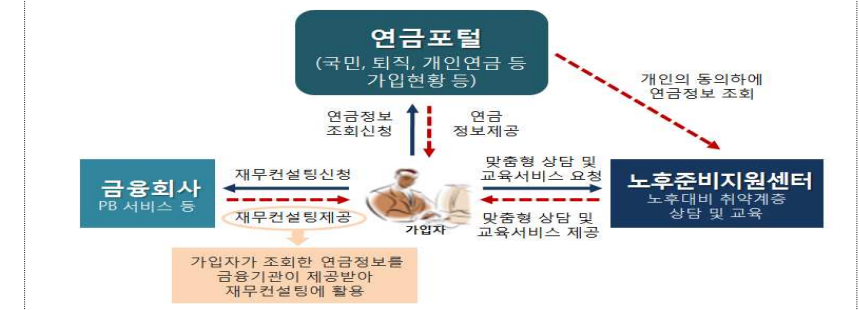 연금포털
(국민, 퇴직, 개인연금 등
가입현황 등)
개인의 동의하에
연금정보 조회
연금정보
조회신청
연금
정보제공
금융회사
PB 서비스 등
재무컨설팅신청
재무컨설팅제공
가입자
맞춤형 상담 및
교육서비스 요청
맞춤형 상담 및
교육서비스 제공
노후준비지원센터
노후대비 취약계층
상담 및 교육
가입자가 조회한 연금정보를
금융기관이 제공받아
재무컨설팅에 활용